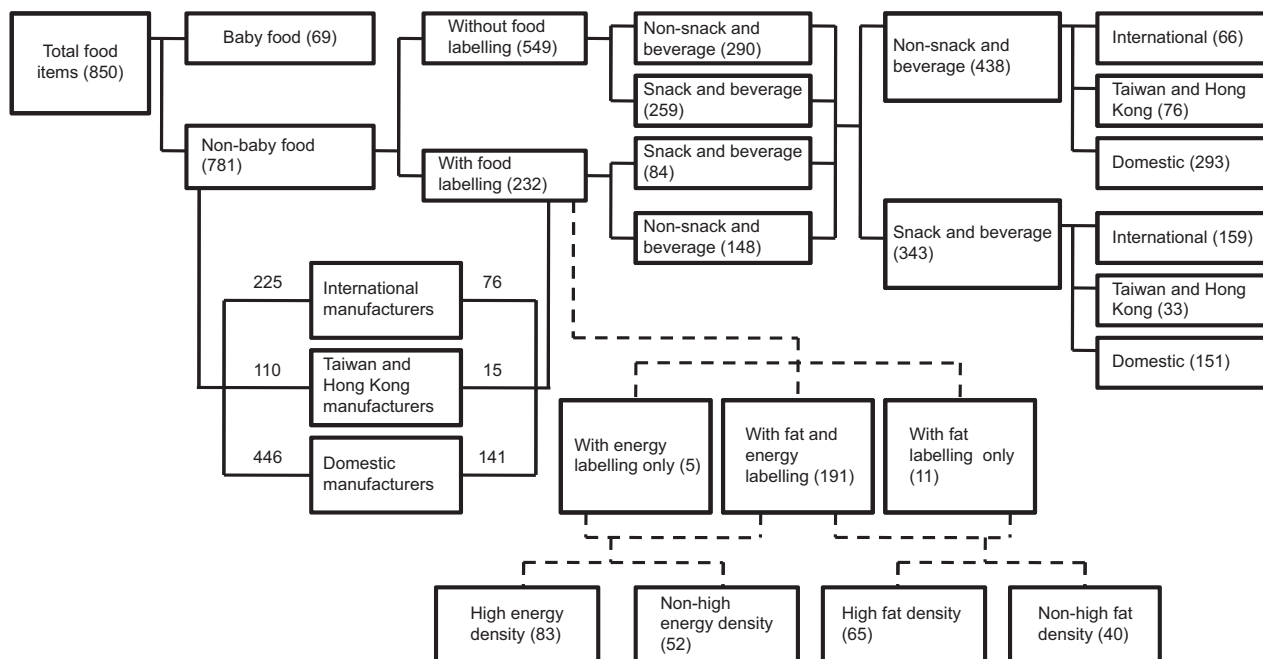 Total food
items (850)
Baby food (69)
Non-baby food
(781)
Without food
labelling (549)
With food
labelling (232)
Non-snack and
beverage
(290)
Snack and beverage
(259)
Snack and beverage
(84)
Non-snack and
beverage (148)
Non-snack and
beverage (438)
Snack and beverage
(343)
International (66)
Taiwan and Hong
Kong (76)
Domestic (293)
International (159)
Taiwan and Hong
Kong (33)
Domestic (151)
225
International
manufacturers
76
110
Taiwan and
Hong Kong
manufacturers
15
446
Domestic
manufacturers
141
With energy
labelling only (5)
With fat and
energy
labelling (191)
With fat
labelling only
(11)
High energy
density (83)
Non-high
energy density
(52)
High fat density
(65)
Non-high fat
density (40)